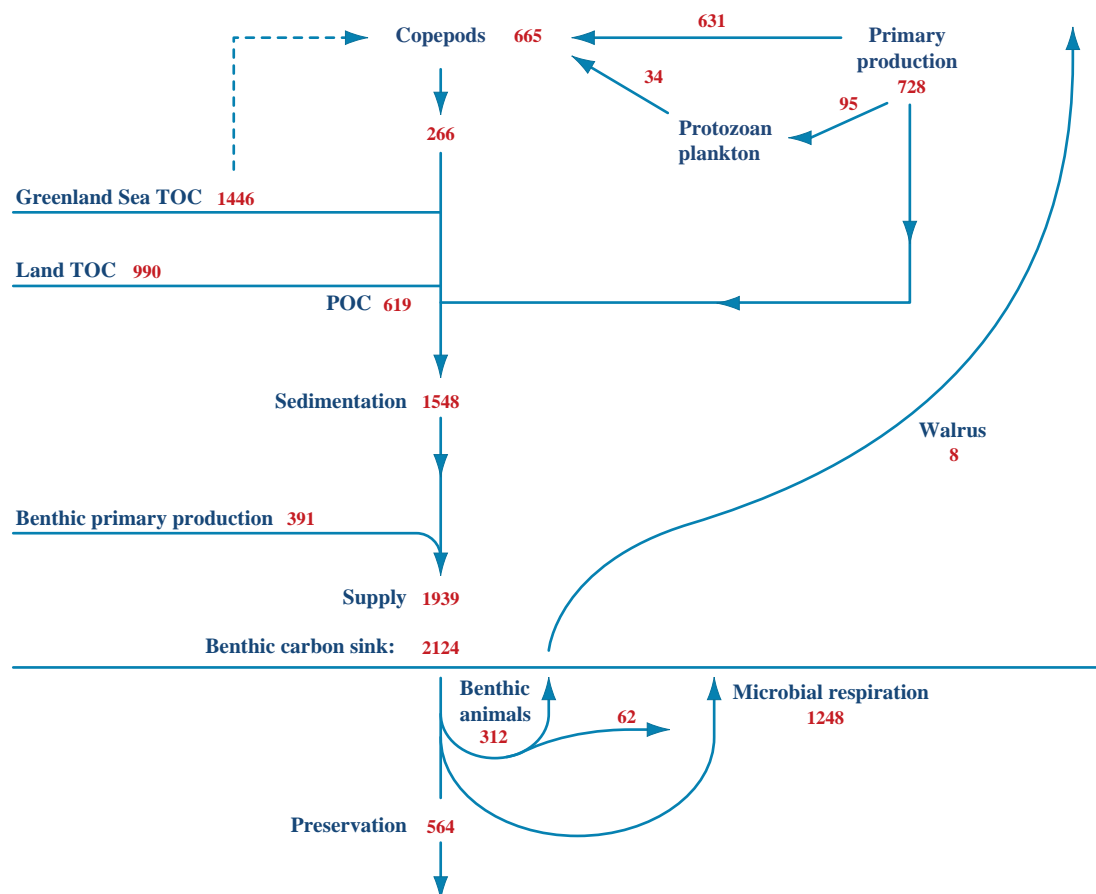 631
Copepods 665
Primary
production
728
34
95
Protozoan
plankton
266
Greenland Sea TOC 1446
Land TOC 990
POC 619
Sedimentation 1548
Walrus
8
Benthic primary production 391
Supply 1939
Benthic carbon sink: 2124
Benthic
animals
312
62
Microbial respiration
1248
Preservation 564